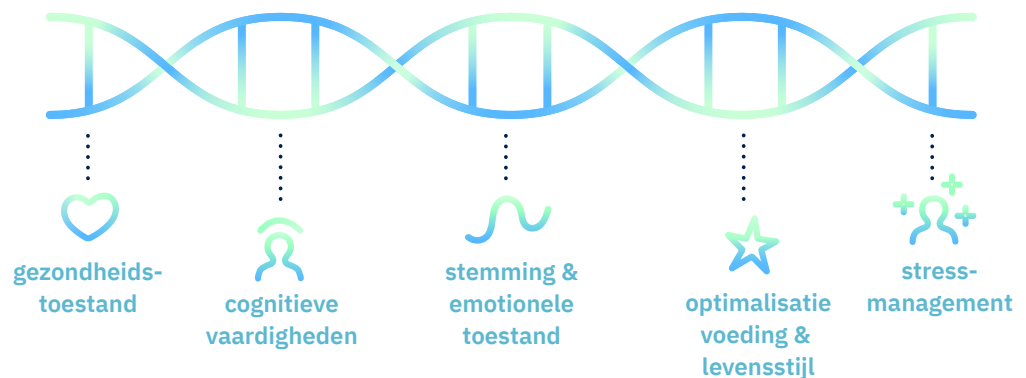 gezondheids-
toestand
cognitieve
vaardigheden
stemming &
emotionele
toestand
optimalisatie
voeding &
levensstijl
stress-
management